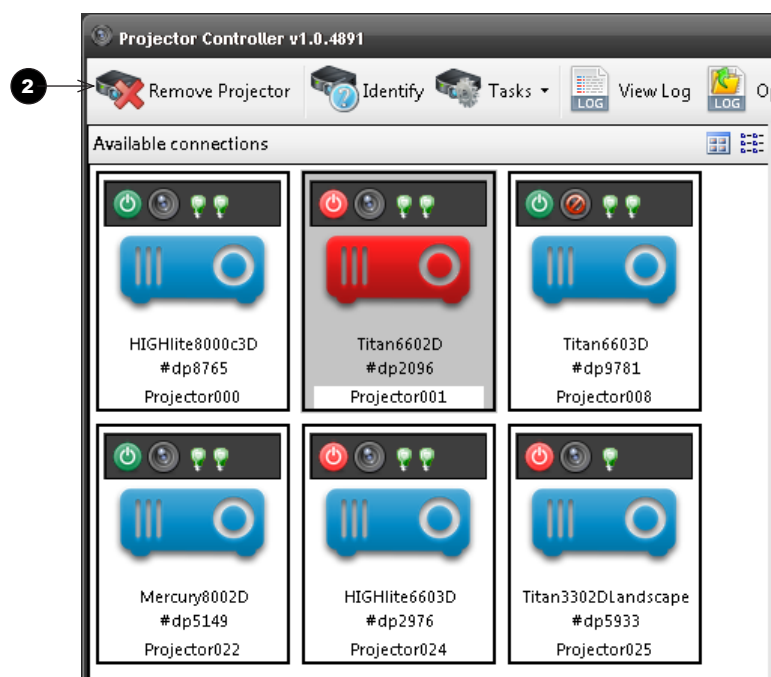 Projector Controller v1.0.4891
2 Remove Projector Identify Tasks LOG View Log LOG
Available connections
HIGHlite8000c3D Titan6602D Titan6603D
#dp8765 #dp2096 #dp9781
Projector000 Projector001 Projector008
Mercury8002D HIGHlite6603D Titan3302DLandscape
#dp5149 #dp2976 #dp5933
Projector022 Projector024 Projector025